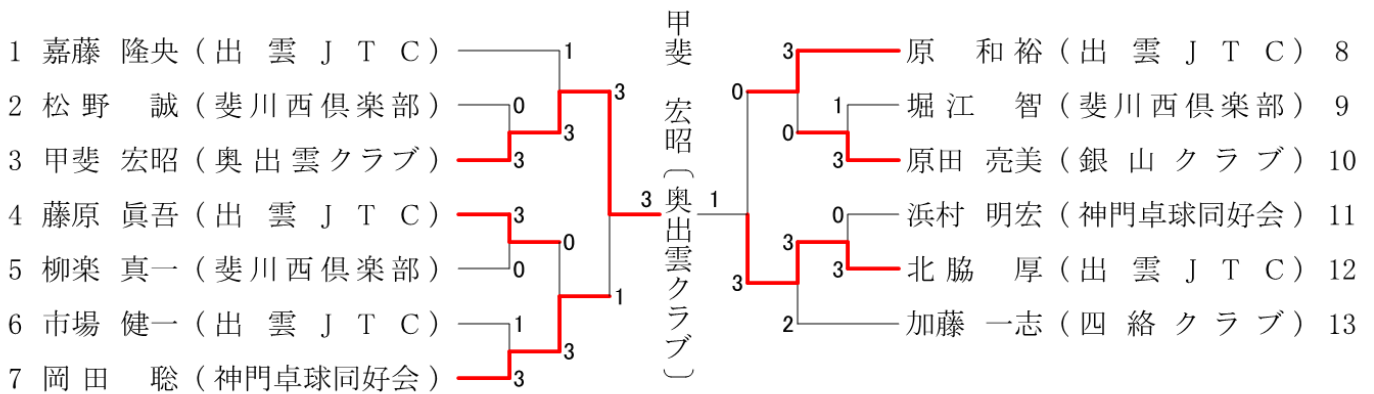 1 嘉藤 隆央 (出 雲 J T C)
2 松野 誠 (斐川西倶楽部)
3 甲斐 宏昭 (奥出雲クラブ)
4 藤原 眞吾 (出 雲 J T C)
5 柳楽 真一 (斐川西倶楽部)
6 市場 健一 (出 雲 J T C)
7 岡田 聡 (神門卓球同好会)
1
0
3
3
3
3
0
0
1
3
1
3
3
甲斐 宏昭〔奥出雲クラブ〕
1
0
3
3
0
1
3
3
2
0
3
原 和裕 (出 雲 J T C) 8
堀江 智 (斐川西倶楽部) 9
原田 亮美 (銀 山 クラブ) 10
浜村 明宏 (神門卓球同好会) 11
北脇 厚 (出 雲 J T C) 12
加藤 一志 (四 絡 クラブ) 13